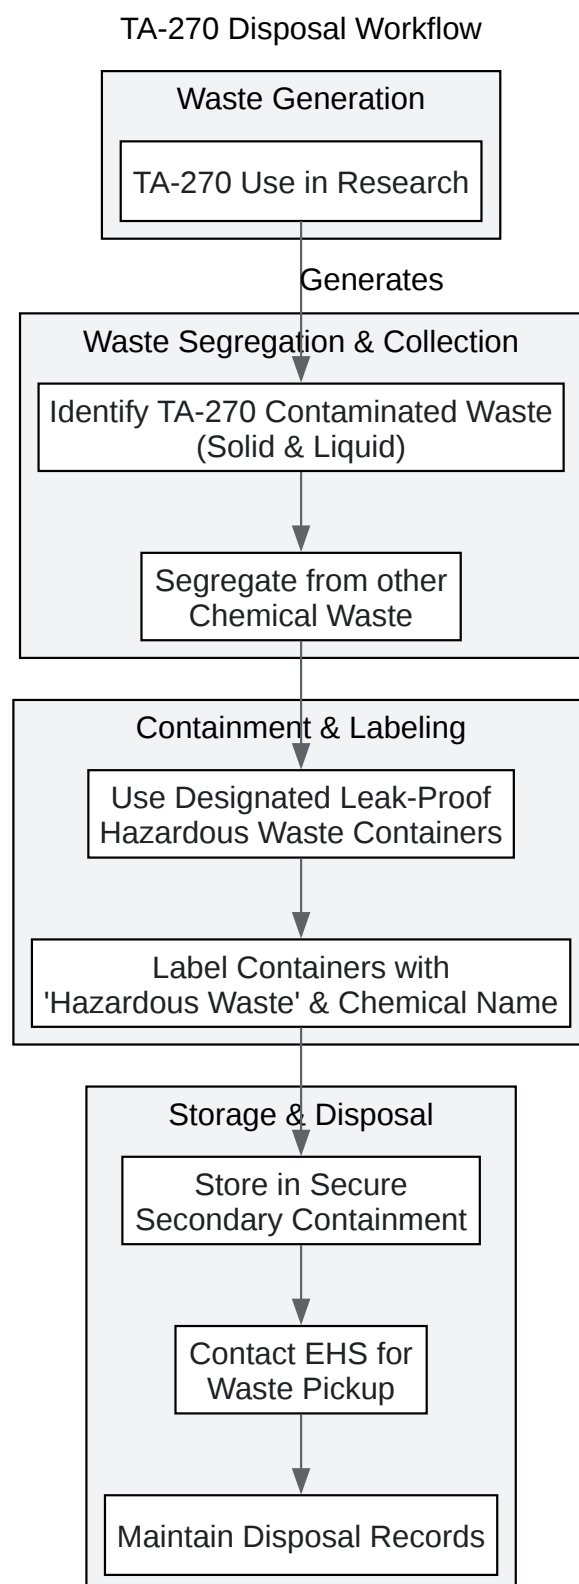 TA-270 Disposal Workflow
Waste Generation
TA-270 Use in Research
Generates
Waste Segregation & Collection
Identify TA-270 Contaminated Waste
(Solid & Liquid)
Segregate from other
Chemical Waste
Containment & Labeling
Use Designated Leak-Proof
Hazardous Waste Containers
Label Containers with
'Hazardous Waste' & Chemical Name
Storage & Disposal
Store in Secure
Secondary Containment
Contact EHS for
Waste Pickup
Maintain Disposal Records